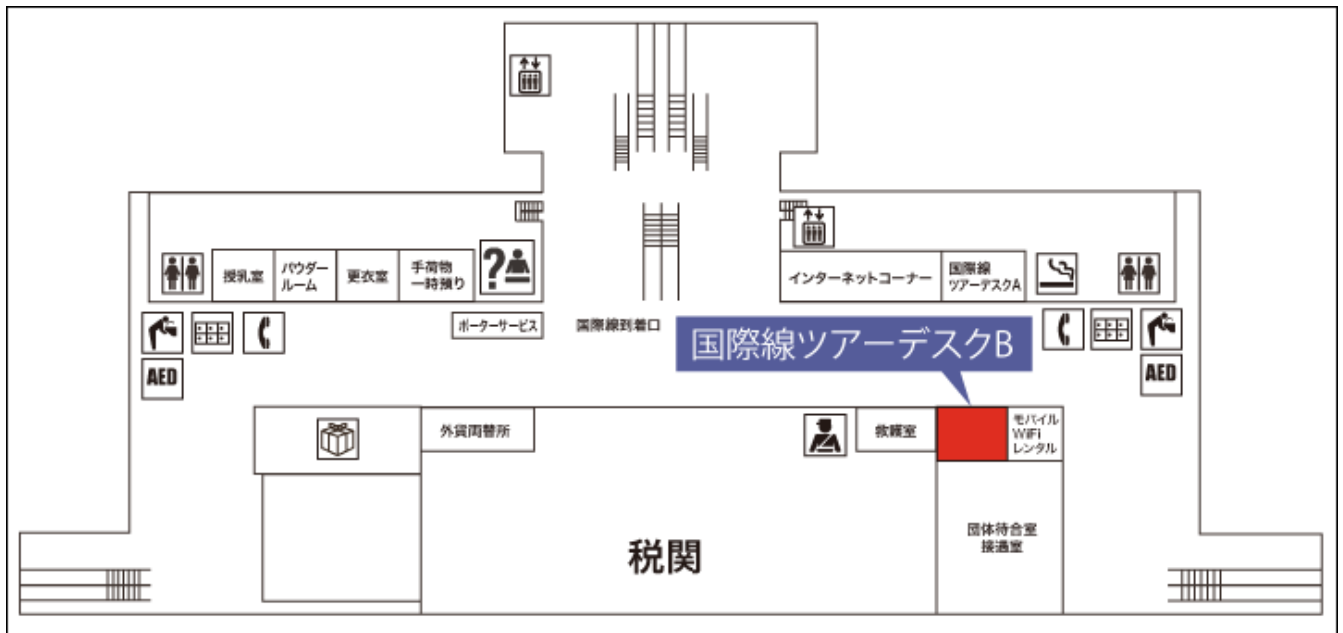 授乳室
パウダー
ルーム
更衣室
手荷物
一時預り
?
インターネットコーナー
国際線
ツアーデスクA
ポーターサービス
国際線到着口
国際線ツアーデスクB
AED
AED
外貨両替所
救護室
モバイル
WiFi
レンタル
税関
団体待合室
接遇室